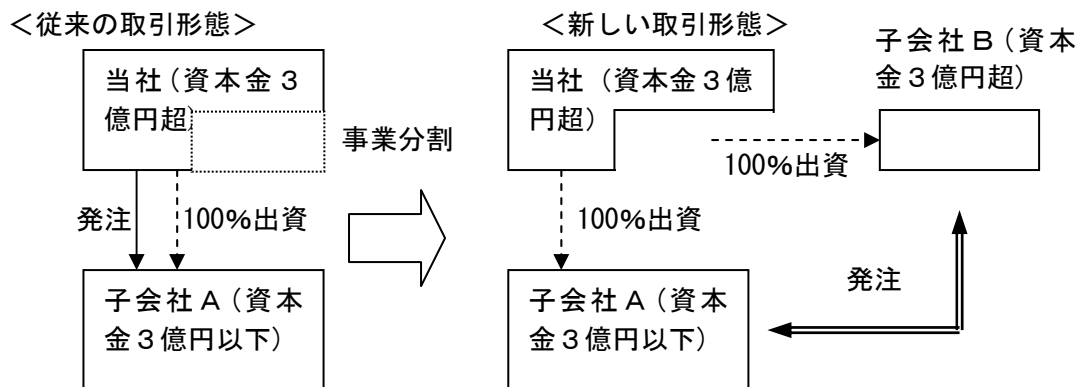 ＜従来の取引形態＞
当社（資本金３
億円超）
事業分割
発注
100%出資
子会社Ａ（資本
金３億円以下）
＜新しい取引形態＞
当社（資本金３億
円超）
子会社Ｂ（資本
金３億円超）
100%出資
100%出資
発注
子会社Ａ（資本
金３億円以下）